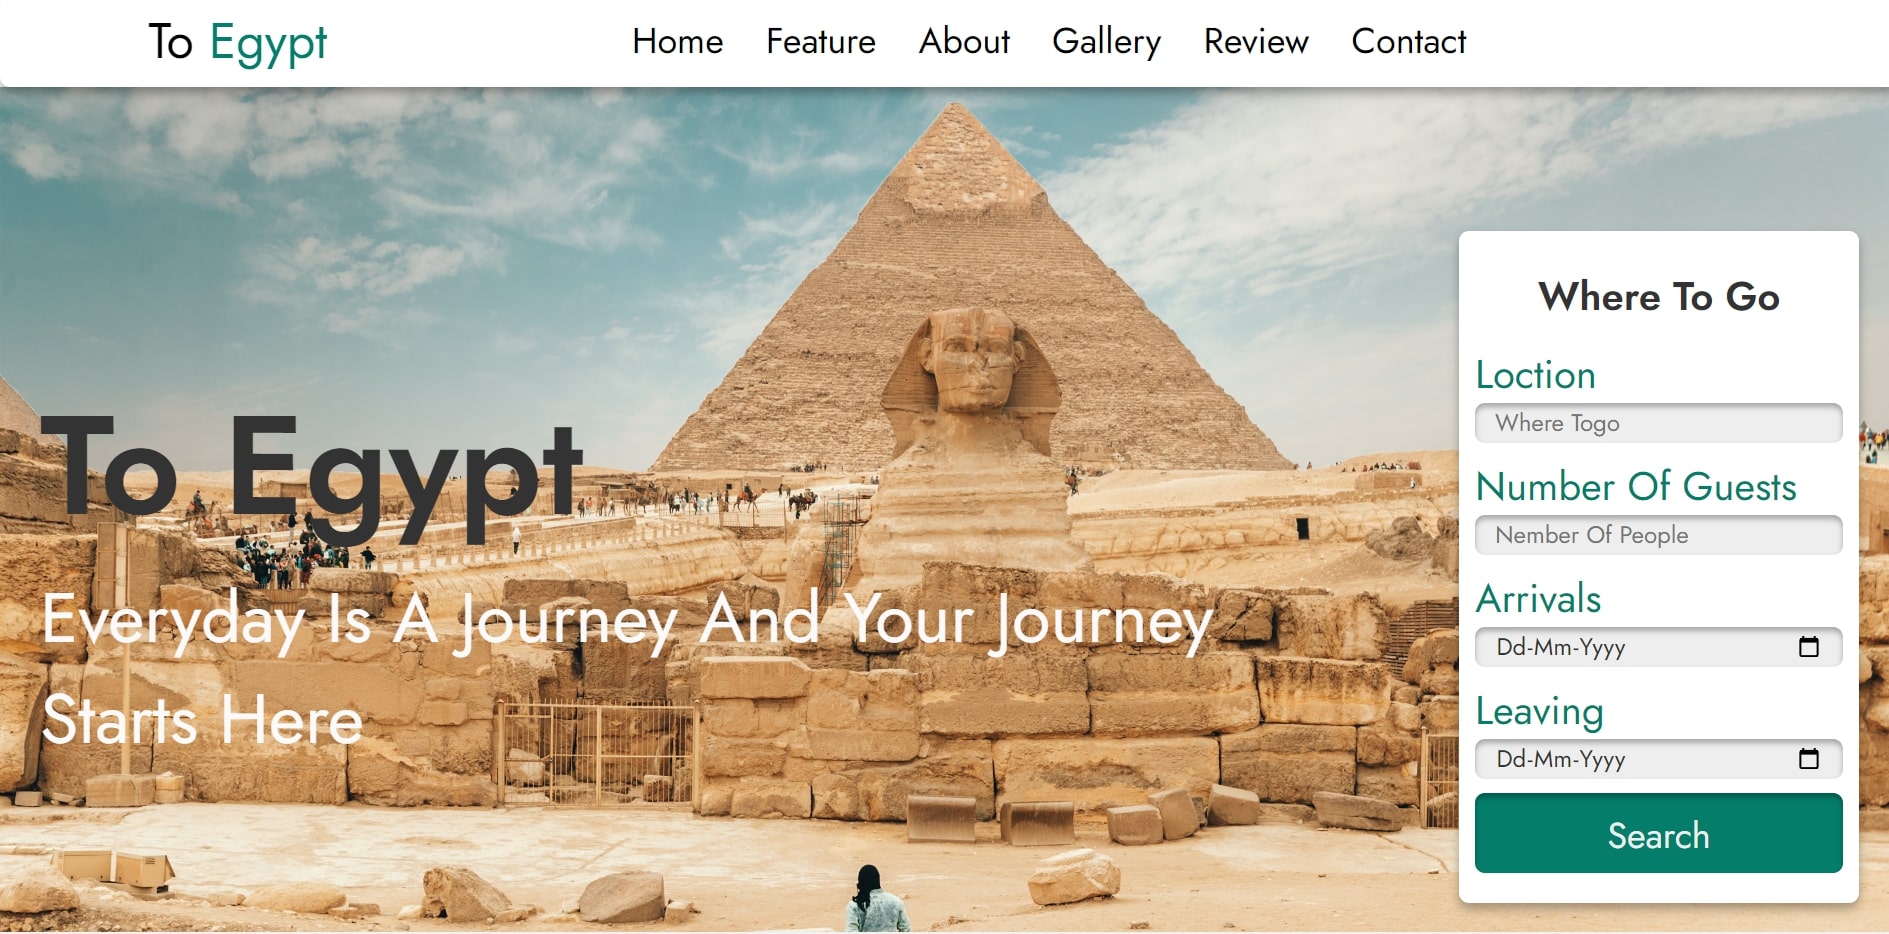 To Egypt
Home Feature About Gallery Review Contact
To Egypt
Everyday Is A Journey And Your Journey
Starts Here
Where To Go
Loction
Where Togo
Number Of Guests
Nember Of People
Arrivals
Dd-Mm-Yyyy
Leaving
Dd-Mm-Yyyy
Search